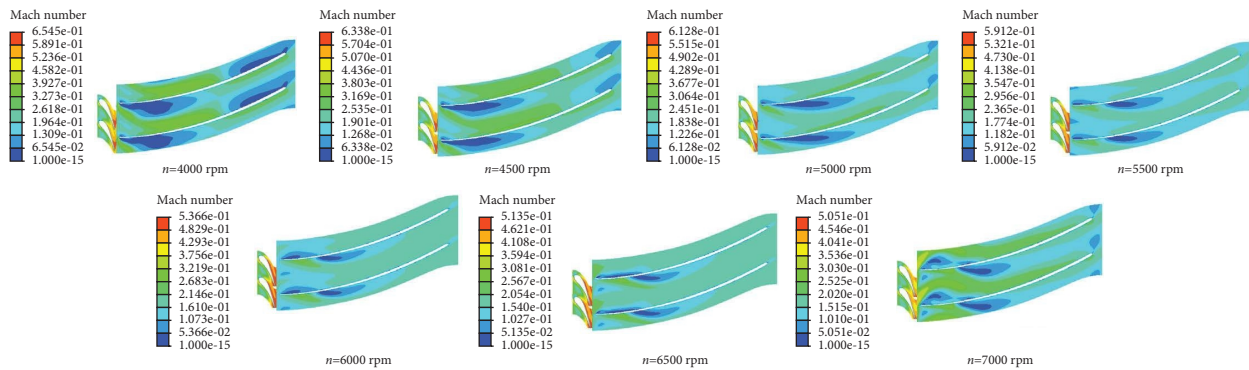 Mach number
6.545e-01
5.891e-01
5.236e-01
4.582e-01
3.927e-01
3.273e-01
2.618e-01
1.964e-01
1.309e-01
6.545e-02
1.000e-15
n=4000 rpm
Mach number
6.338e-01
5.704e-01
5.070e-01
4.436e-01
3.803e-01
3.169e-01
2.535e-01
1.901e-01
1.268e-01
6.338e-02
1.000e-15
n=4500 rpm
Mach number
6.128e-01
5.515e-01
4.902e-01
4.289e-01
3.677e-01
3.064e-01
2.451e-01
1.838e-01
1.226e-01
6.128e-02
1.000e-15
n=5000 rpm
Mach number
5.912e-01
5.321e-01
4.730e-01
4.138e-01
3.547e-01
2.956e-01
2.365e-01
1.774e-01
1.182e-01
5.912e-02
1.000e-15
n=5500 rpm
Mach number
5.366e-01
4.829e-01
4.293e-01
3.756e-01
3.219e-01
2.683e-01
2.146e-01
1.610e-01
1.073e-01
5.366e-02
1.000e-15
n=6000 rpm
Mach number
5.135e-01
4.621e-01
4.108e-01
3.594e-01
3.081e-01
2.567e-01
2.054e-01
1.540e-01
1.027e-01
5.135e-02
1.000e-15
n=6500 rpm
Mach number
5.051e-01
4.546e-01
4.041e-01
3.536e-01
3.030e-01
2.525e-01
2.020e-01
1.515e-01
1.010e-01
5.051e-02
1.000e-15
n=7000 rpm